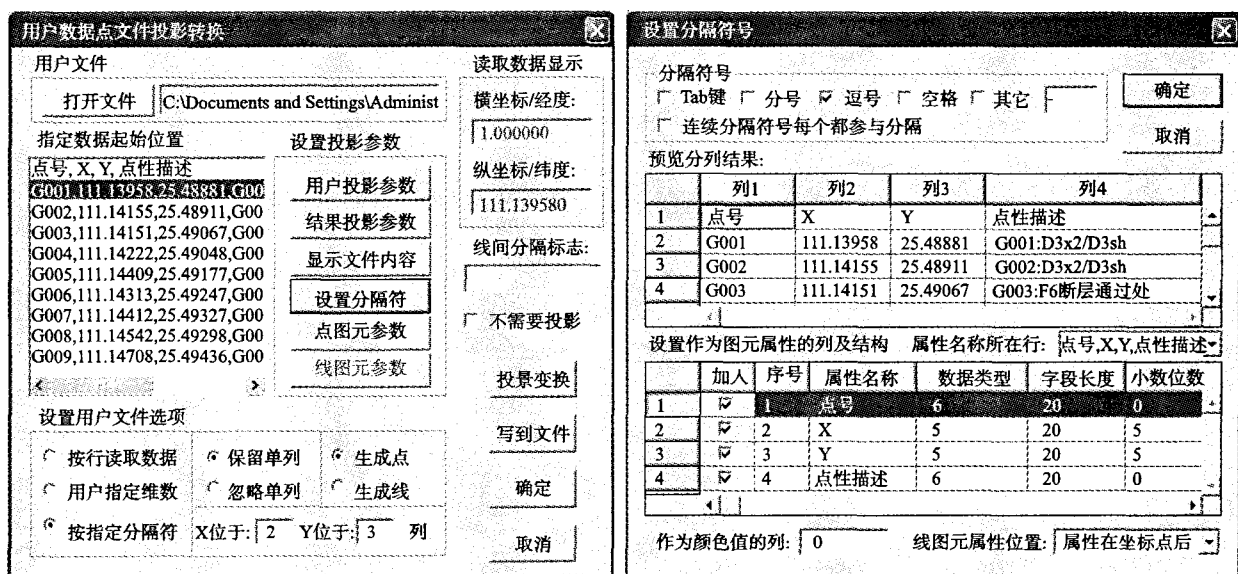 用户数据点文件投影转换
用户文件
打开文件 C:\Documents and Settings\Administ
指定数据起始位置
点号, X, Y, 点性描述
G001,111.13958,25.48881,G00
G002,111.14155,25.48911,G00
G003,111.14151,25.49067,G00
G004,111.14222,25.49048,G00
G005,111.14409,25.49177,G00
G006,111.14313,25.49247,G00
G007,111.14412,25.49327,G00
G008,111.14542,25.49298,G00
G009,111.14708,25.49436,G00
设置投影参数
用户投影参数
结果投影参数
显示文件内容
设置分隔符
点图元参数
线图元参数
读取数据显示
横坐标/经度:
1.000000
纵坐标/纬度:
111.139580
线间分隔标志:
不需要投影
投景变换
写到文件
确定
取消
设置用户文件选项
按行读取数据 保留单列 生成点
用户指定维数 忽略单列 生成线
按指定分隔符 X位于: 2 Y位于: 3 列
设置分隔符号
分隔符号
Tab键 分号 逗号 空格 其它
连续分隔符号每个都参与分隔
确定
取消
预览分列结果:
列1 列2 列3 列4
1 点号 X Y 点性描述
2 G001 111.13958 25.48881 G001:D3x2/D3sh
3 G002 111.14155 25.48911 G002:D3x2/D3sh
4 G003 111.14151 25.49067 G003:F6断层通过处
设置作为图元属性的列及结构 属性名称所在行: 点号,X,Y,点性描述
加人 序号 属性名称 数据类型 字段长度 小数位数
1 1 点号 6 20 0
2 2 X 5 20 5
3 3 Y 5 20 5
4 4 点性描述 6 20 0
作为颜色值的列: 0 线图元属性位置: 属性在坐标点后